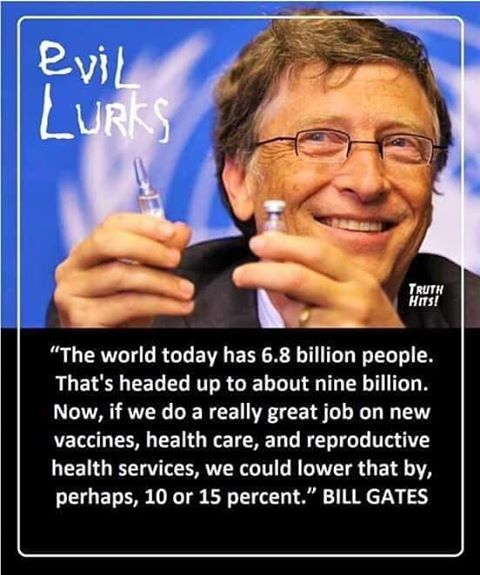 eviL
LURKS
TRUTH
HITS!
“The world today has 6.8 billion people.
That's headed up to about nine billion.
Now, if we do a really great job on new
vaccines, health care, and reproductive
health services, we could lower that by,
perhaps, 10 or 15 percent.” BILL GATES